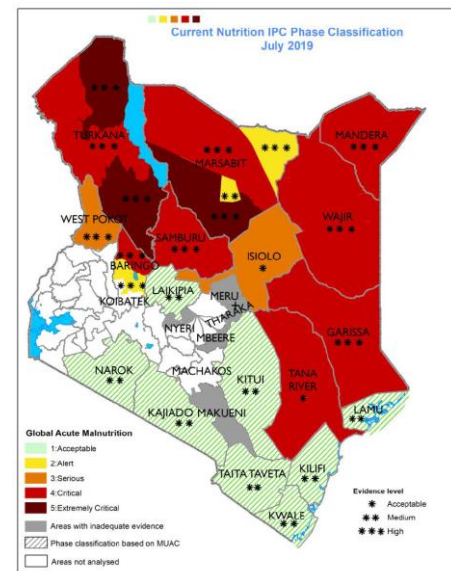 Current Nutrition IPC Phase Classification
July 2019
MANDERA
***
***
TURKANA
***
***
MARSABIT
***
**
***
WAJIR
***
WEST POKOT
***
SAMBURU
***
ISIOLO
*
***
BARINGO
***
KOIBATEK
LAIKIPIA
**
MERU
THARAKA
NYERI
MBEERE
GARISSA
***
MACHAKOS
KITUI
**
TANA
RIVER
*
NAROK
**
KAJIADO
**
MAKUENI
LAMU
**
TAITA TAVETA
**
KILIFI
**
KWALE
**
Global Acute Malnutrition
1:Acceptable
2:Alert
3:Serious
4:Critical
5:Extremely Critical
Areas with inadequate evidence
Phase classification based on MUAC
Areas not analysed
Evidence level
* Acceptable
** Medium
*** High